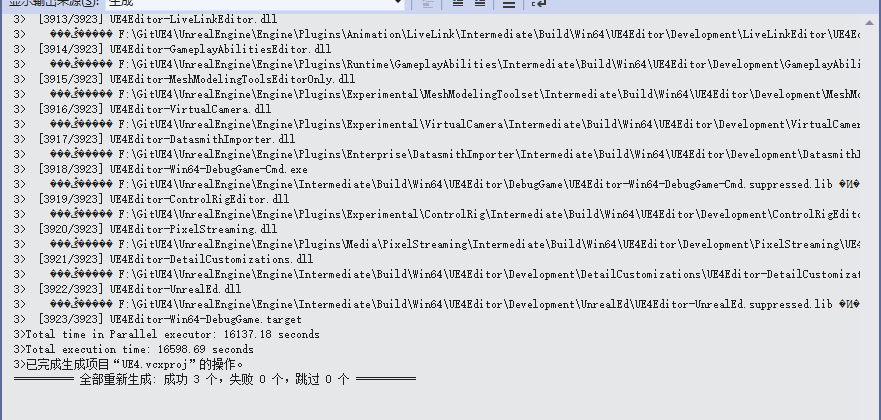 显示输出来源(S): 生成
3>  [3913/3923] UE4Editor-LiveLinkEditor.dll
3>    F:\GitUE4\UnrealEngine\Engine\Plugins\Animation\LiveLink\Intermediate\Build\Win64\UE4Editor\Development\LiveLinkEditor\UE4Ed
3>  [3914/3923] UE4Editor-GameplayAbilitiesEditor.dll
3>    F:\GitUE4\UnrealEngine\Engine\Plugins\Runtime\GameplayAbilities\Intermediate\Build\Win64\UE4Editor\Development\GameplayAbili
3>  [3915/3923] UE4Editor-MeshModelingToolsEditorOnly.dll
3>    F:\GitUE4\UnrealEngine\Engine\Plugins\Experimental\MeshModelingToolset\Intermediate\Build\Win64\UE4Editor\Development\MeshMo
3>  [3916/3923] UE4Editor-VirtualCamera.dll
3>    F:\GitUE4\UnrealEngine\Engine\Plugins\Experimental\VirtualCamera\Intermediate\Build\Win64\UE4Editor\Development\VirtualCamer
3>  [3917/3923] UE4Editor-DatasmithImporter.dll
3>    F:\GitUE4\UnrealEngine\Engine\Plugins\Enterprise\DatasmithImporter\Intermediate\Build\Win64\UE4Editor\Development\DatasmithI
3>  [3918/3923] UE4Editor-Win64-DebugGame-Cmd.exe
3>    F:\GitUE4\UnrealEngine\Engine\Intermediate\Build\Win64\UE4Editor\DebugGame\UE4Editor-Win64-DebugGame-Cmd.suppressed.lib
3>  [3919/3923] UE4Editor-ControlRigEditor.dll
3>    F:\GitUE4\UnrealEngine\Engine\Plugins\Experimental\ControlRig\Intermediate\Build\Win64\UE4Editor\Development\ControlRigEdito
3>  [3920/3923] UE4Editor-PixelStreaming.dll
3>    F:\GitUE4\UnrealEngine\Engine\Plugins\Media\PixelStreaming\Intermediate\Build\Win64\UE4Editor\Development\PixelStreaming\UE4
3>  [3921/3923] UE4Editor-DetailCustomizations.dll
3>    F:\GitUE4\UnrealEngine\Engine\Intermediate\Build\Win64\UE4Editor\Development\DetailCustomizations\UE4Editor-DetailCustomizat
3>  [3922/3923] UE4Editor-UnrealEd.dll
3>    F:\GitUE4\UnrealEngine\Engine\Intermediate\Build\Win64\UE4Editor\Development\UnrealEd\UE4Editor-UnrealEd.suppressed.lib
3>  [3923/3923] UE4Editor-Win64-DebugGame.target
3>Total time in Parallel executor: 16137.18 seconds
3>Total execution time: 16598.69 seconds
3>已完成生成项目“UE4.vcxproj”的操作。
========== 全部重新生成: 成功 3 个，失败 0 个，跳过 0 个 ==========